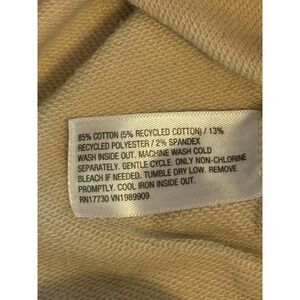 85% COTTON (5% RECYCLED COTTON) / 13%
RECYCLED POLYESTER / 2% SPANDEX
WASH INSIDE OUT. MACHINE WASH COLD
SEPARATELY. GENTLE CYCLE. ONLY NON-CHLORINE
BLEACH IF NEEDED. TUMBLE DRY LOW. REMOVE
PROMPTLY. COOL IRON INSIDE OUT.
RN17730 VN1989909